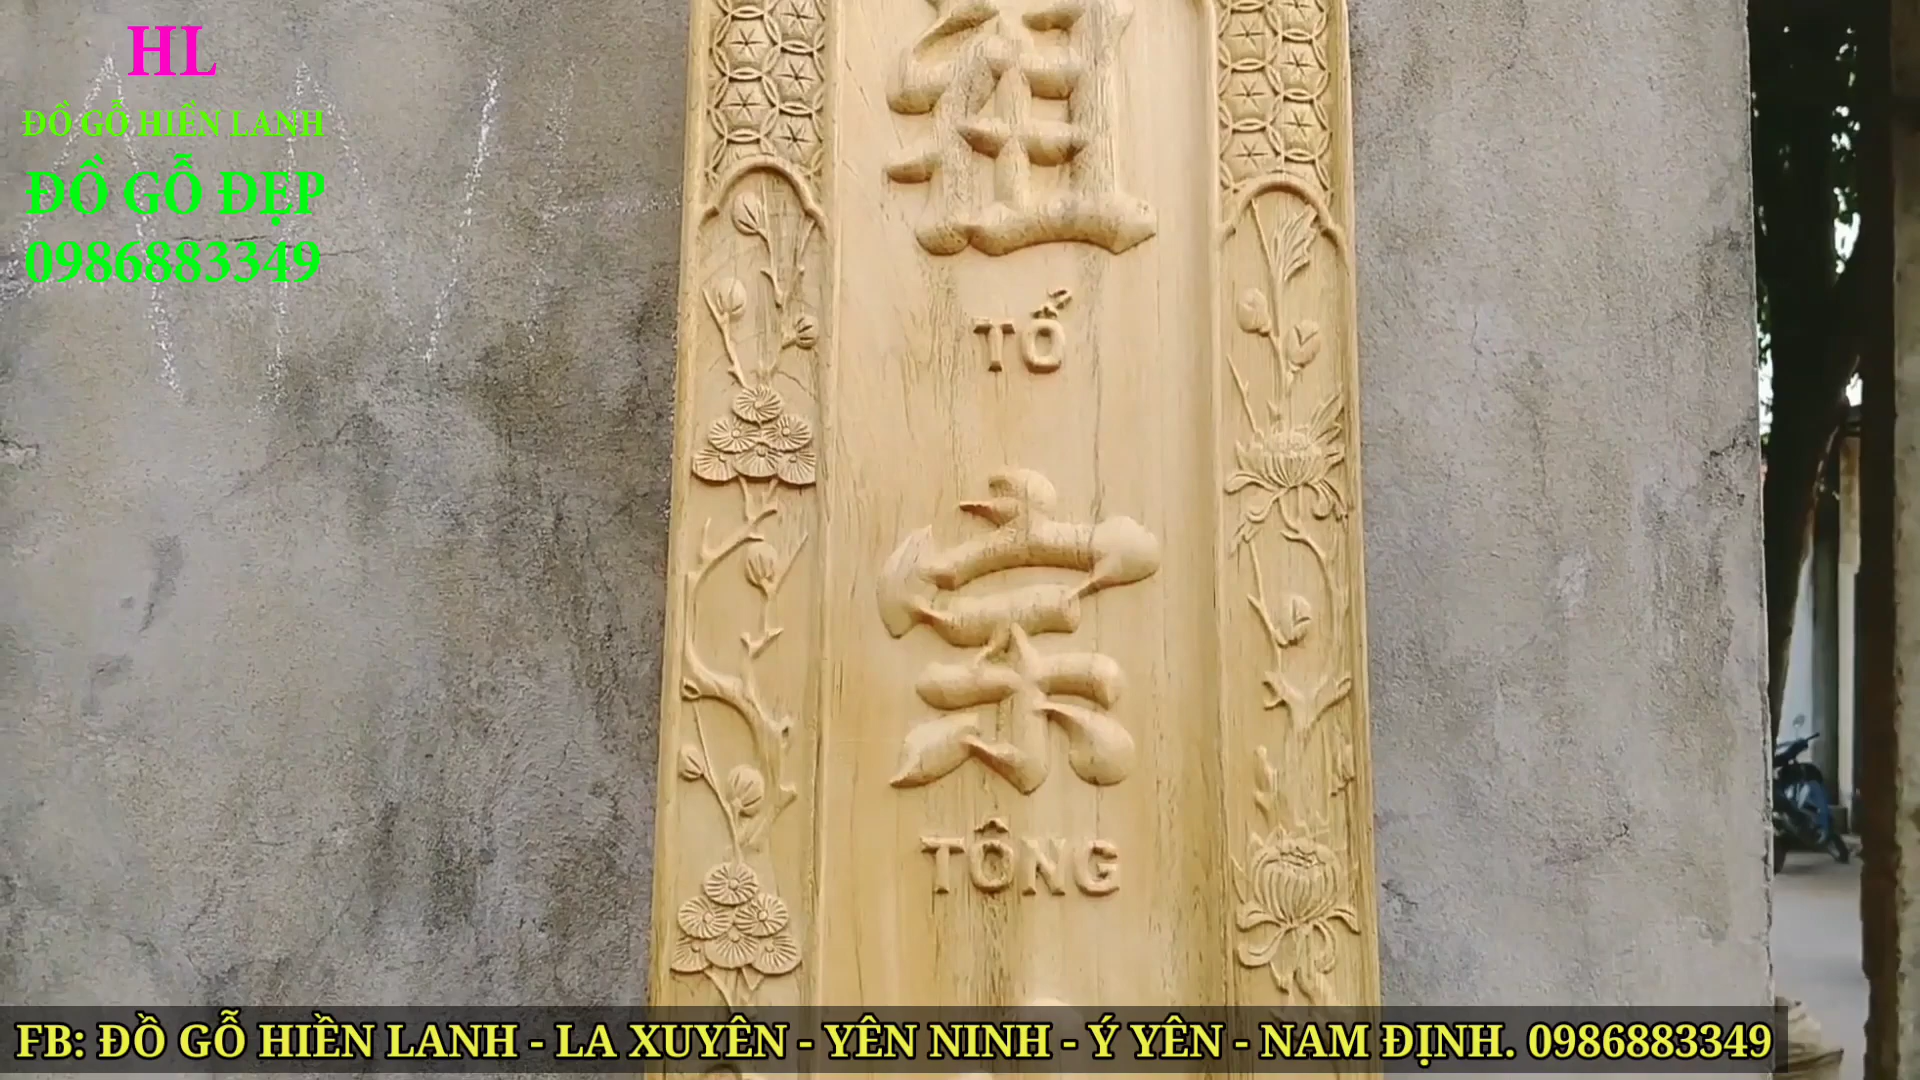 HL
ĐỒ GỖ HIỀN LANH
ĐỒ GỖ ĐẸP
0986883349
祖
TỔ
宗
TÔNG
FB: ĐỒ GỖ HIỀN LANH - LA XUYÊN - YÊN NINH - Ý YÊN - NAM ĐỊNH. 0986883349